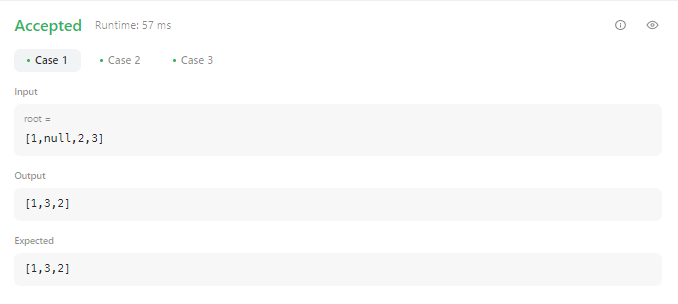 Accepted Runtime: 57 ms
• Case 1 • Case 2 • Case 3
Input
root =
[1,null,2,3]
Output
[1,3,2]
Expected
[1,3,2]